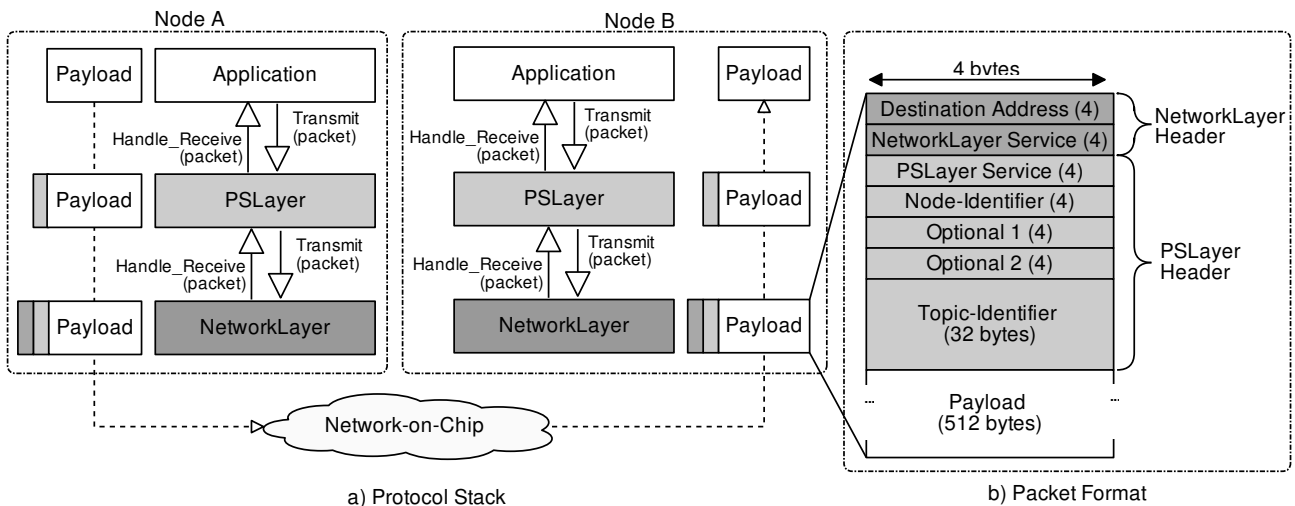 Node A
Payload
Application
Handle_Receive
(packet)
Transmit
(packet)
Payload
PSLayer
Handle_Receive
(packet)
Transmit
(packet)
Payload
NetworkLayer
Node B
Application
Payload
Handle_Receive
(packet)
Transmit
(packet)
PSLayer
Payload
Handle_Receive
(packet)
Transmit
(packet)
NetworkLayer
Payload
Network-on-Chip
a) Protocol Stack
4 bytes
Destination Address (4)
NetworkLayer Service (4)
NetworkLayer
Header
PSLayer Service (4)
Node-Identifier (4)
Optional 1 (4)
Optional 2 (4)
Topic-Identifier
(32 bytes)
PSLayer
Header
... Payload ...
(512 bytes)
b) Packet Format